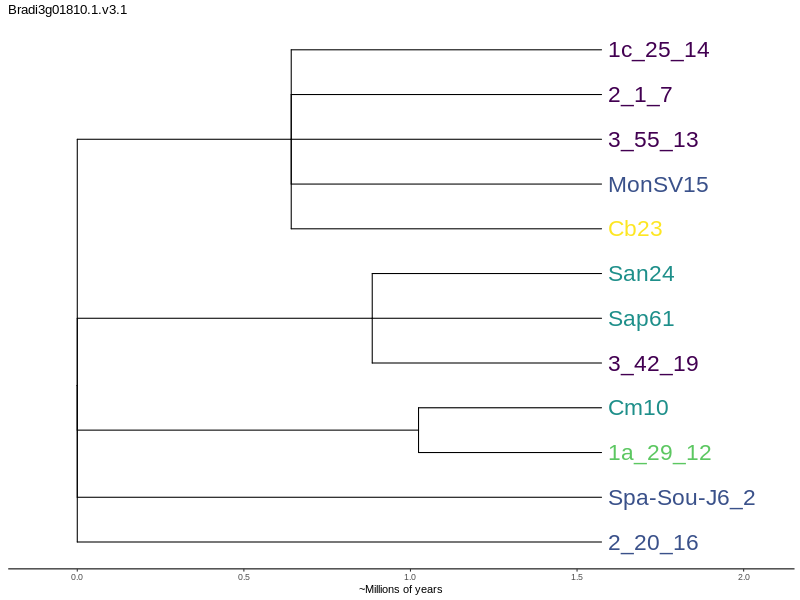 Bradi3g01810.1.v3.1
1c_25_14
2_1_7
3_55_13
MonSV15
Cb23
San24
Sap61
3_42_19
Cm10
1a_29_12
Spa-Sou-J6_2
2_20_16
0.0 0.5 1.0 1.5 2.0
~Millions of years